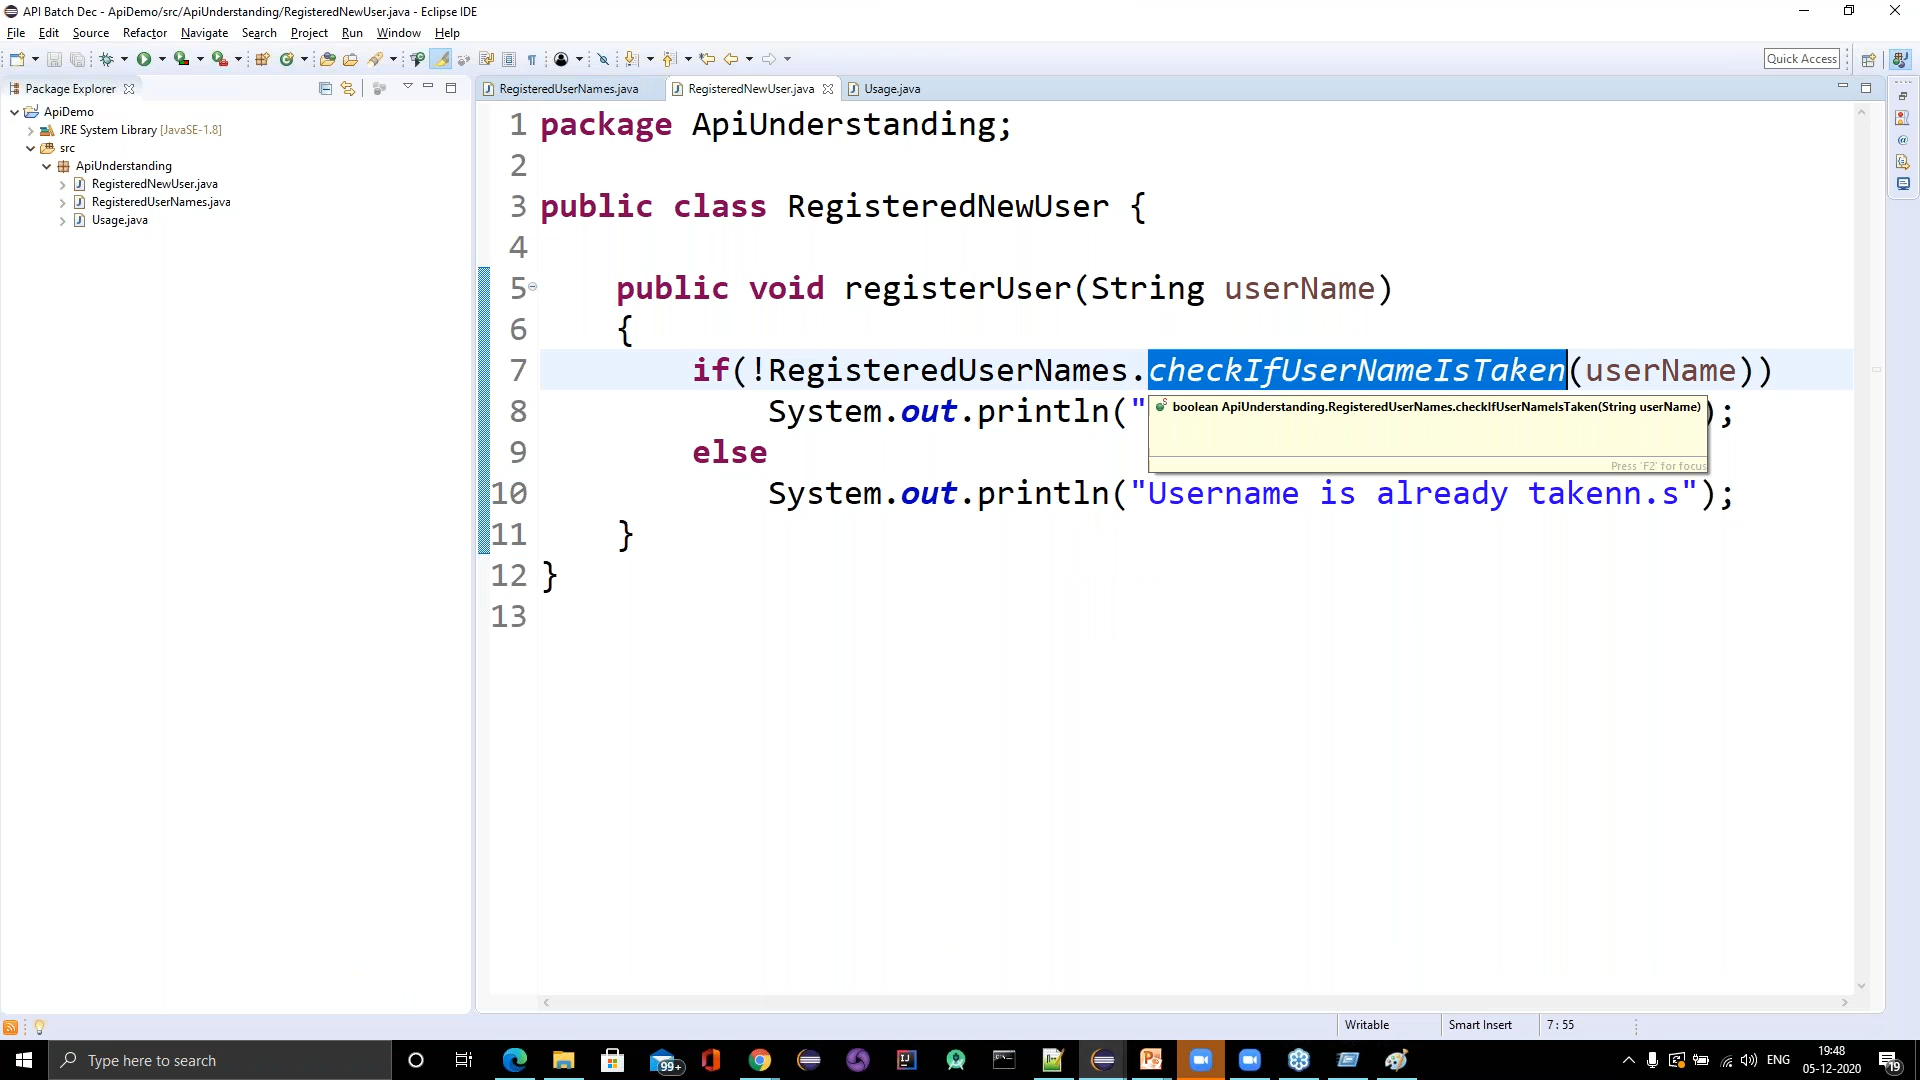 API Batch Dec - ApiDemo/src/ApiUnderstanding/RegisteredNewUser.java - Eclipse IDE
File Edit Source Refactor Navigate Search Project Run Window Help
Quick Access
Package Explorer
RegisteredUserNames.java RegisteredNewUser.java Usage.java
ApiDemo
JRE System Library [JavaSE-1.8]
src
ApiUnderstanding
RegisteredNewUser.java
RegisteredUserNames.java
Usage.java
1 package ApiUnderstanding;
2
3 public class RegisteredNewUser {
4
5 public void registerUser(String userName)
6 {
7 if(!RegisteredUserNames.checkIfUserNameIsTaken(userName))
8 System.out.println(" );
boolean ApiUnderstanding.RegisteredUserNames.checkIfUserNameIsTaken(String userName)
Press 'F2' for focus
9 else
10 System.out.println("Username is already takenn.s");
11 }
12 }
13
Writable Smart Insert 7 : 55
Type here to search
99+
ENG
19:48
05-12-2020
19